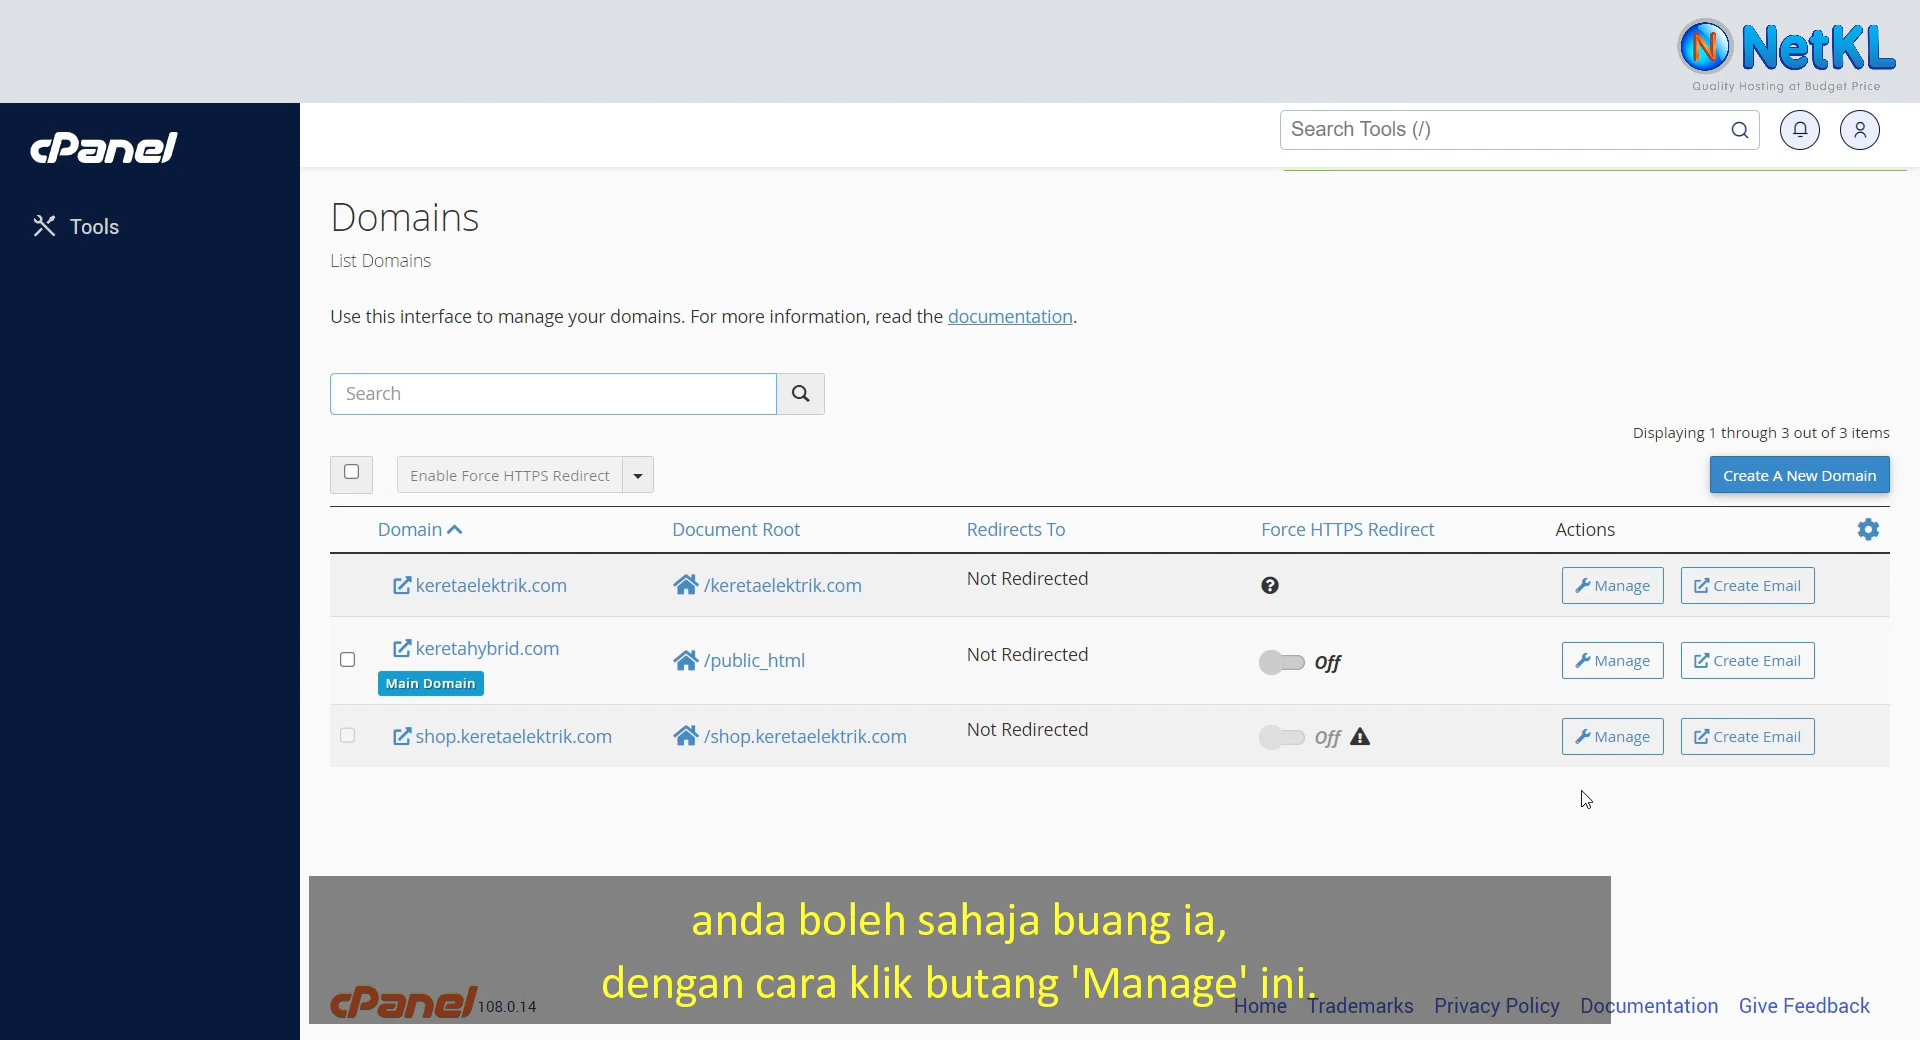 NetKL
Quality Hosting at Budget Price
cPanel
Search Tools (/)
Tools
Domains
List Domains
Use this interface to manage your domains. For more information, read the documentation.
Search
Displaying 1 through 3 out of 3 items
Enable Force HTTPS Redirect
Create A New Domain
Domain Document Root Redirects To Force HTTPS Redirect Actions
keretaelektrik.com /keretaelektrik.com Not Redirected Manage Create Email
keretahybrid.com /public_html Not Redirected Off Manage Create Email
Main Domain
shop.keretaelektrik.com /shop.keretaelektrik.com Not Redirected Off Manage Create Email
anda boleh sahaja buang ia,
dengan cara klik butang 'Manage' ini.
cPanel 108.0.14 Home Trademarks Privacy Policy Documentation Give Feedback